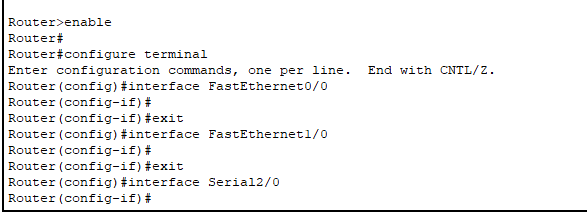 Router>enable
Router#
Router#configure terminal
Enter configuration commands, one per line.  End with CNTL/Z.
Router(config)#interface FastEthernet0/0
Router(config-if)#
Router(config-if)#exit
Router(config)#interface FastEthernet1/0
Router(config-if)#
Router(config-if)#exit
Router(config)#interface Serial2/0
Router(config-if)#